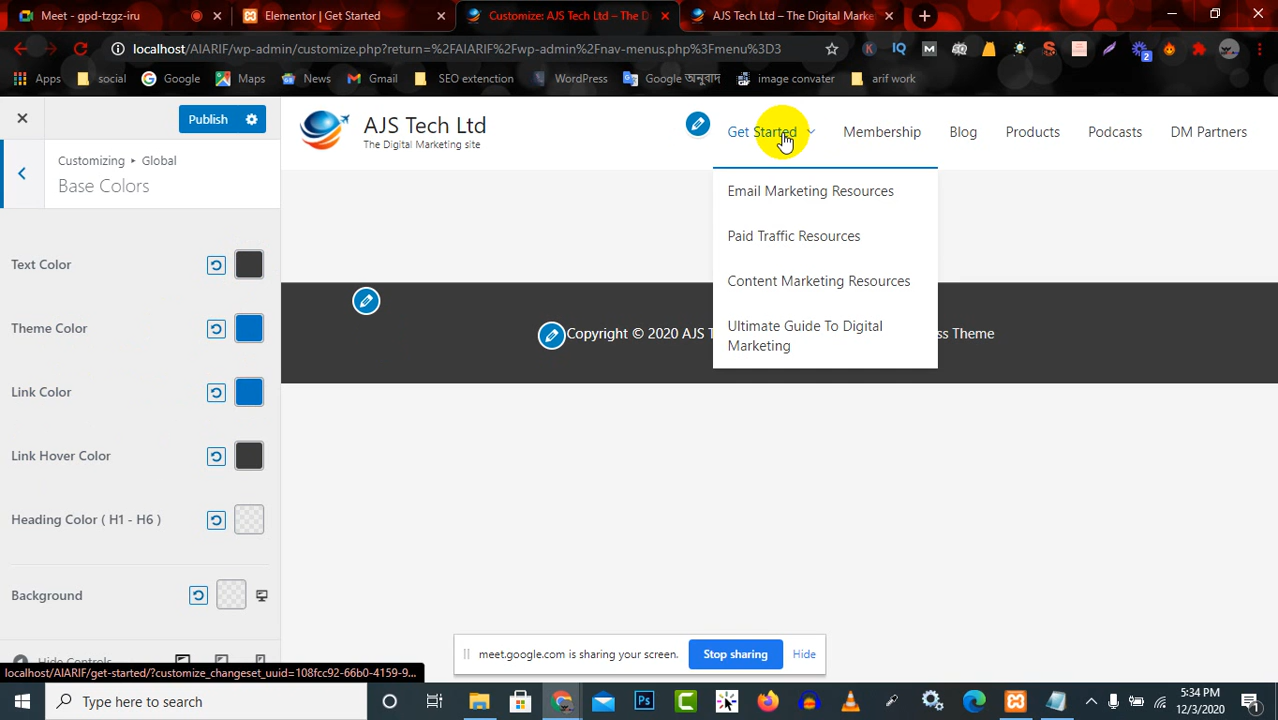 Meet - gpd-tzgz-iru
Elementor | Get Started
Customize: AJS Tech Ltd – The D
AJS Tech Ltd – The Digital Marke
localhost/AIARIF/wp-admin/customize.php?return=%2FAIARIF%2Fwp-admin%2Fnav-menus.php%3Fmenu%3D3
Apps
social
Google
Maps
News
Gmail
SEO extenction
WordPress
Google অনুবাদ
image convater
arif work
Publish
AJS Tech Ltd
The Digital Marketing site
Get Started
Membership
Blog
Products
Podcasts
DM Partners
Customizing ▸ Global
Base Colors
Email Marketing Resources
Paid Traffic Resources
Content Marketing Resources
Ultimate Guide To Digital
Marketing
Text Color
Theme Color
Link Color
Link Hover Color
Heading Color ( H1 - H6 )
Background
Hide Controls
Copyright © 2020 AJS T
ss Theme
meet.google.com is sharing your screen.
Stop sharing
Hide
localhost/AIARIF/get-started/?customize_changeset_uuid=108fcc92-66b0-4159-9...
Type here to search
5:34 PM
12/3/2020
2
1